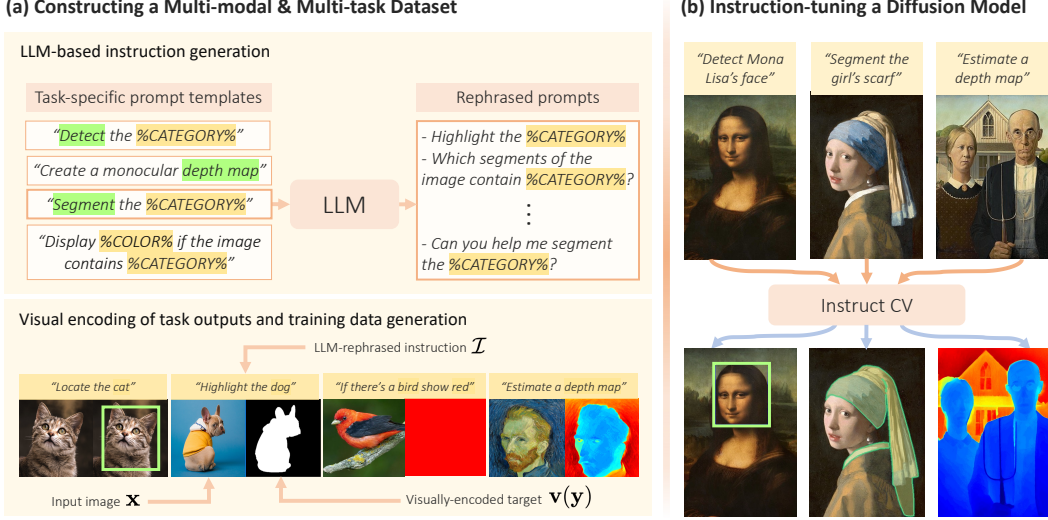 (a) Constructing a Multi-modal & Multi-task Dataset
LLM-based instruction generation
Task-specific prompt templates
“Detect the %CATEGORY%”
“Create a monocular depth map”
“Segment the %CATEGORY%”
“Display %COLOR% if the image
contains %CATEGORY%”
LLM
Rephrased prompts
- Highlight the %CATEGORY%
- Which segments of the
image contain %CATEGORY%?
⋮
- Can you help me segment
the %CATEGORY%?
Visual encoding of task outputs and training data generation
LLM-rephrased instruction ℐ
“Locate the cat”
“Highlight the dog”
“If there’s a bird show red”
“Estimate a depth map”
Input image x
Visually-encoded target v(y)
(b) Instruction-tuning a Diffusion Model
“Detect Mona
Lisa’s face”
“Segment the
girl’s scarf”
“Estimate a
depth map”
Instruct CV